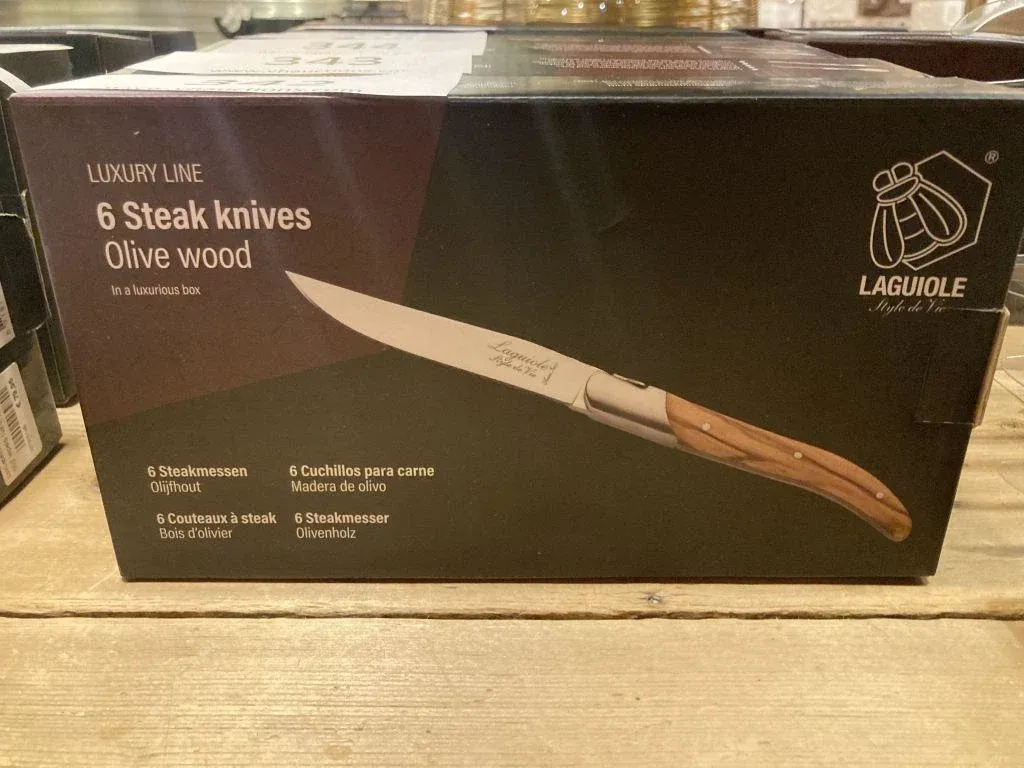 344
343
LUXURY LINE
6 Steak knives
Olive wood
In a luxurious box
®
LAGUIOLE
Style de Vie
Laguiole
Style de Vie
6 Steakmessen
Olijfhout
6 Cuchillos para carne
Madera de olivo
6 Couteaux à steak
Bois d'olivier
6 Steakmesser
Olivenholz